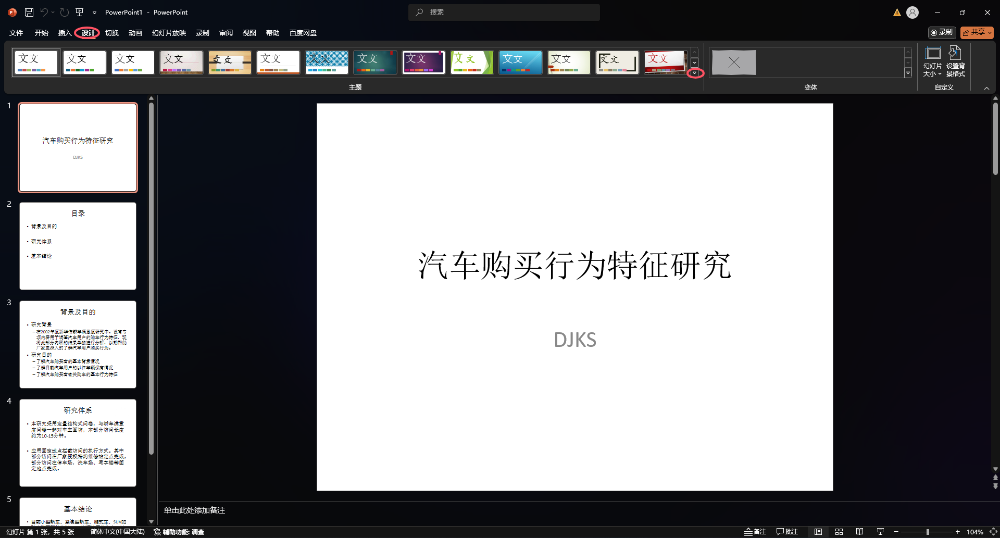 PowerPoint1 - PowerPoint
搜索
文件 开始 插入 设计 切换 动画 幻灯片放映 录制 审阅 视图 帮助 百度网盘
录制 共享
文文 文文 文文 文文 文文 文文 文文 文文 文文 文文 文文 文文 文文 文文
幻灯片大小
设置背景格式
主题 变体 自定义
1
汽车购买行为特征研究
DJKS
2
目录
• 背景及目的
• 研究体系
• 基本结论
3
背景及目的
• 研究背景
– 在2002年度新华信轿车满意度研究中，设有专
项内容用于调查汽车用户的购车行为特征，现
将此部分内容的结果单独进行分析，以期帮助
厂家更深入的了解汽车用户购买行为。
• 研究目的
– 了解汽车购买者的基本背景情况
– 了解目前汽车用户的以往车辆保有情况
– 了解汽车购买者有关购车的基本行为特征
4
研究体系
• 本研究采用定量结构式问卷，与轿车满意
度问卷一起对车主面访，本部分访问长度
约为10-15分钟。
• 应用固定地点拦截访问的执行方式。其中
部分访问在厂家授权特约维修站定点完成，
部分访问在停车场，洗车场、写字楼等固
定地点完成。
5
基本结论
• 目前小型轿车、紧凑型轿车、厢式车、SUV的
汽车购买行为特征研究
DJKS
单击此处添加备注
幻灯片 第 1 张，共 5 张 简体中文(中国大陆) 辅助功能: 调查
备注 批注 104%